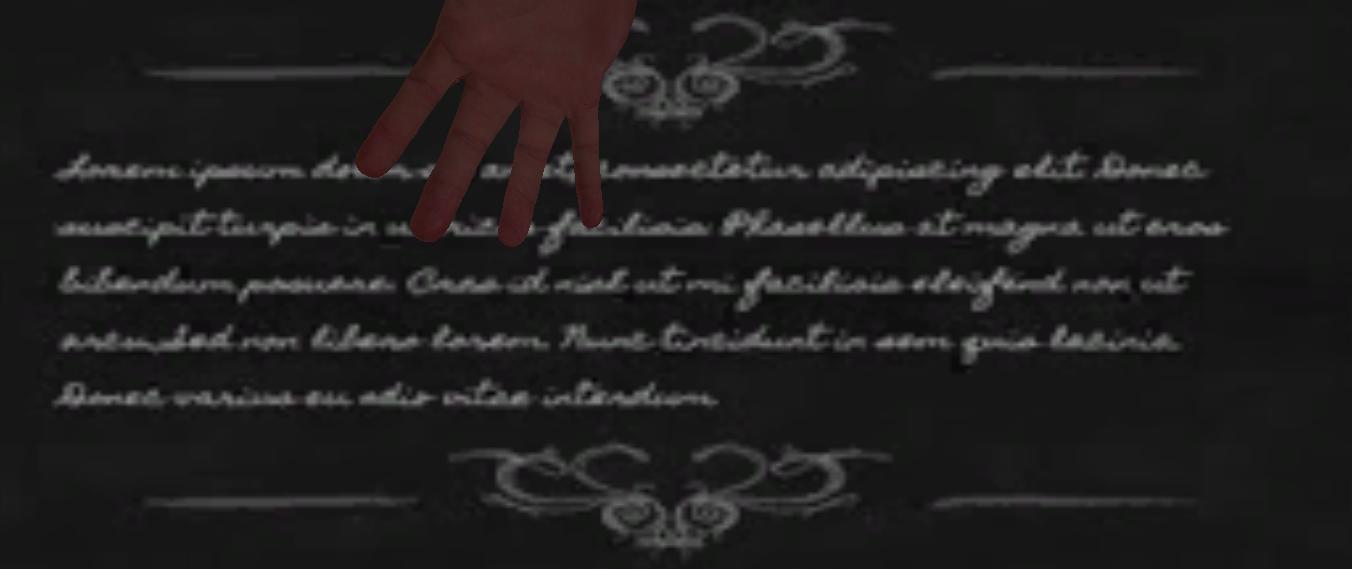 Lorem ipsum amet, consectetur adipiscing elit. Donec
suscipit turpis in facilisis. Phasellus at magna ut eros
bibendum posuere. Cras id nisl ut mi facilisis eleifend non ut
arcu. Sed non libero lorem. Nunc tincidunt in sem quis lacinia.
Donec varius eu odio vitae interdum.